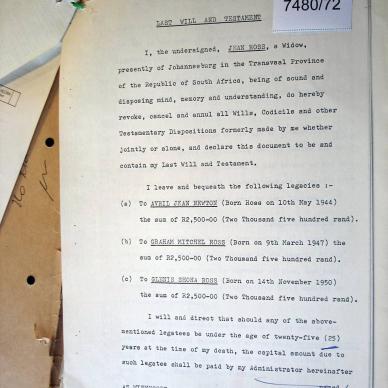 7480/72
LAST WILL AND TESTAMENT
I, the undersigned, JEAN ROSS, a Widow,
presently of Johannesburg in the Transvaal Province
of the Republic of South Africa, being of sound and
disposing mind, memory and understanding, do hereby
revoke, cancel and annul all Wills, Codicils and other
Testamentary Dispositions formerly made by me whether
jointly or alone, and declare this document to be and
contain my Last Will and Testament.
I leave and bequeath the following legacies :-
(a) To AVRIL JEAN NEWTON (Born Ross on 10th May 1944)
the sum of R2,500-00 (Two Thousand five hundred rand).
(b) To GRAHAM MITCHEL ROSS (Born on 9th March 1947) the
sum of R2,500-00 (Two Thousand five hundred rand).
(c) To GLENIS SHONA ROSS (Born on 14th November 1950)
the sum of R2,500-00 (Two Thousand five hundred rand).
I will and direct that should any of the above-
mentioned legatees be under the age of twenty-five (25)
years at the time of my death, the capital amount due to
such legatee shall be paid by my Administrator hereinafter